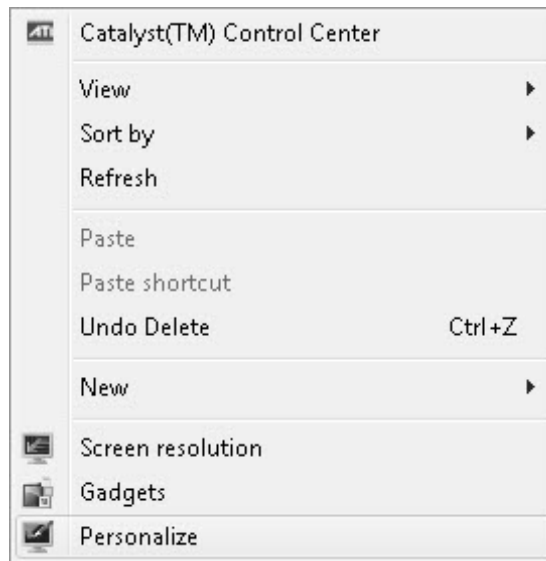 ATI Catalyst(TM) Control Center
View
Sort by
Refresh
Paste
Paste shortcut
Undo Delete Ctrl+Z
New
Screen resolution
Gadgets
Personalize